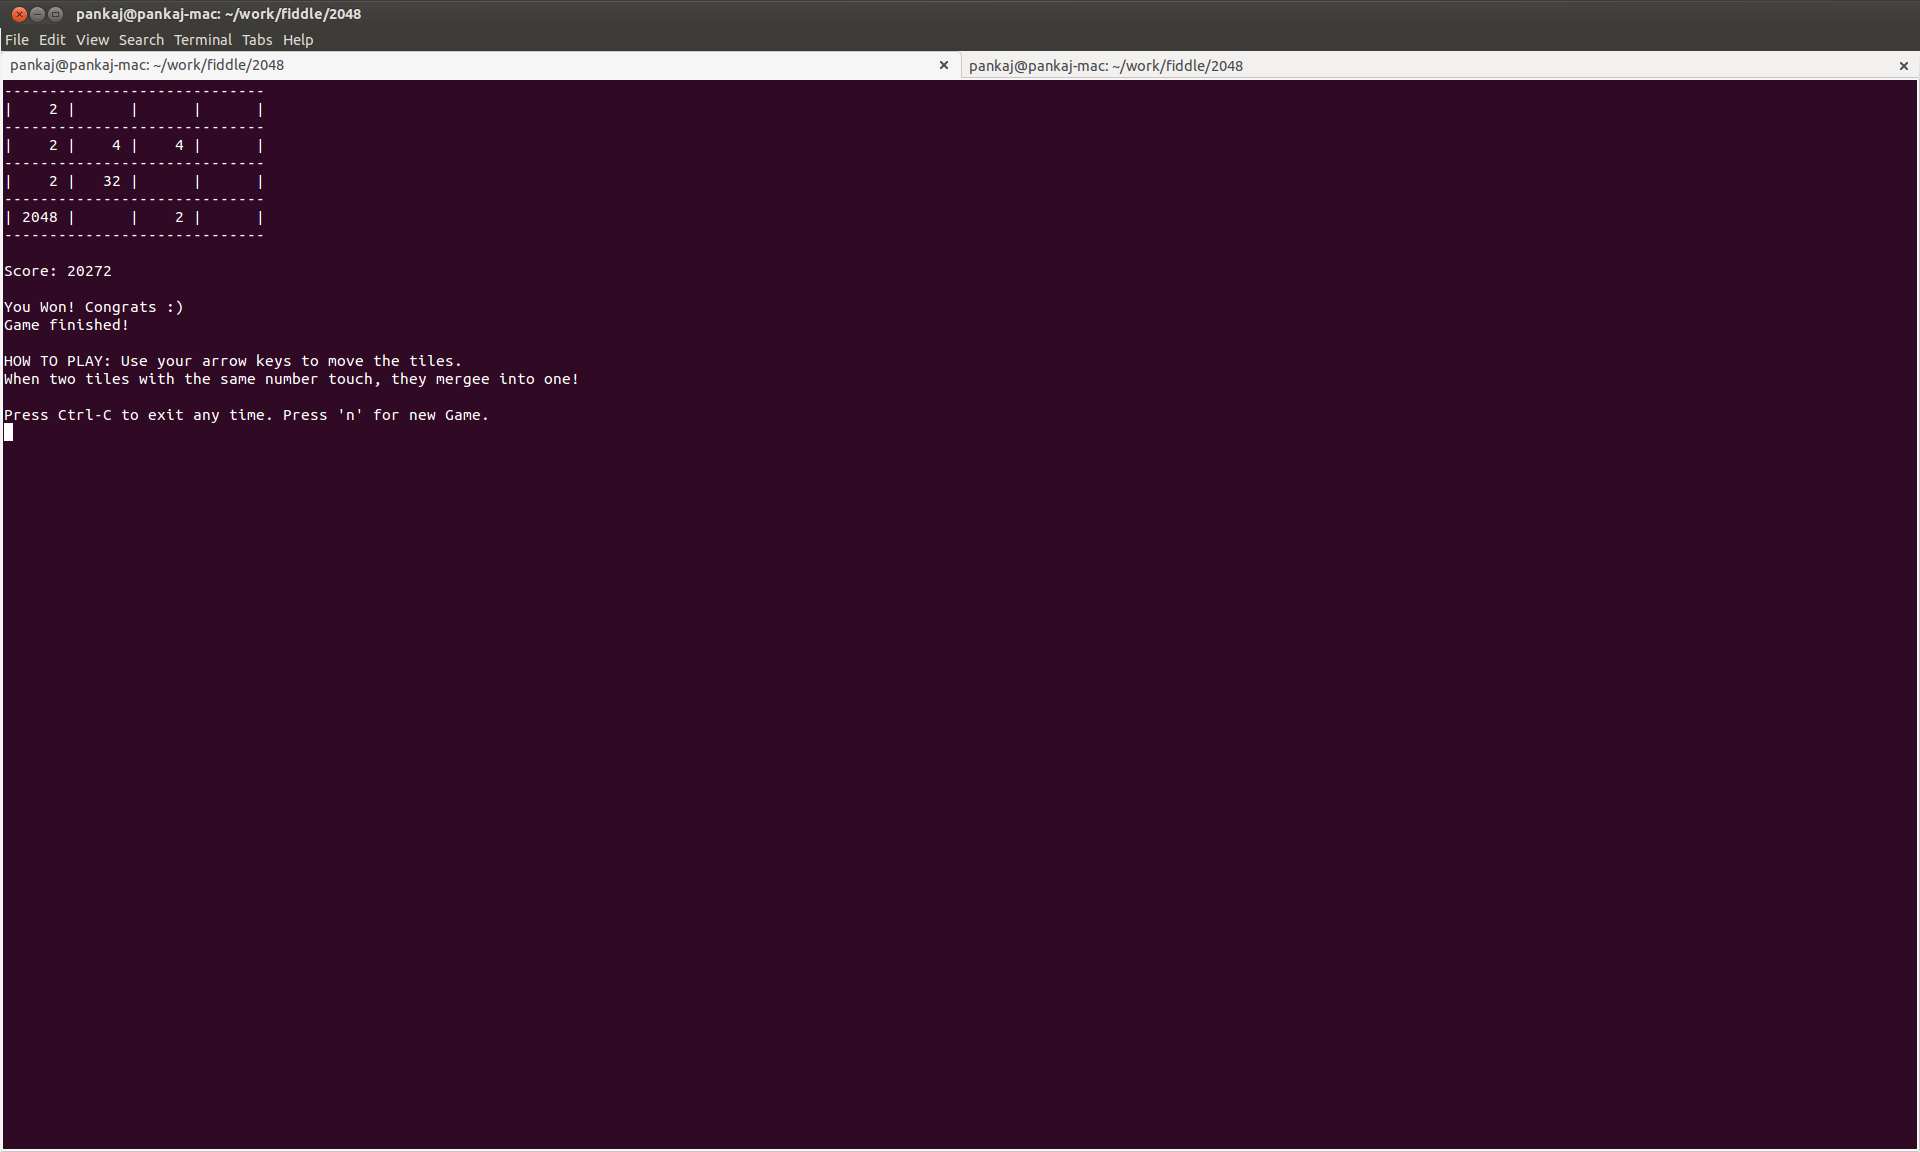 pankaj@pankaj-mac: ~/work/fiddle/2048
File Edit View Search Terminal Tabs Help
pankaj@pankaj-mac: ~/work/fiddle/2048 × pankaj@pankaj-mac: ~/work/fiddle/2048 ×
-----------------------------
|    2 |      |      |      |
-----------------------------
|    2 |    4 |    4 |      |
-----------------------------
|    2 |   32 |      |      |
-----------------------------
| 2048 |      |    2 |      |
-----------------------------
Score: 20272
You Won! Congrats :)
Game finished!
HOW TO PLAY: Use your arrow keys to move the tiles.
When two tiles with the same number touch, they mergee into one!
Press Ctrl-C to exit any time. Press 'n' for new Game.